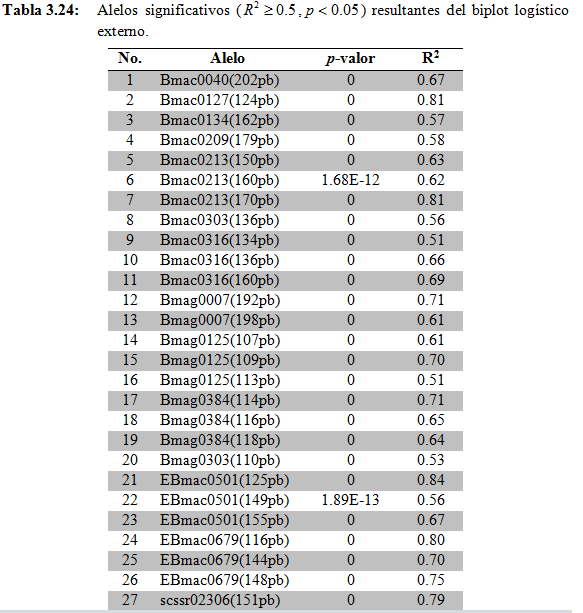 Tabla 3.24: Alelos significativos ( R² ≥ 0.5 , p < 0.05 ) resultantes del biplot logístico
externo.
No. Alelo p-valor R²
1 Bmac0040(202pb) 0 0.67
2 Bmac0127(124pb) 0 0.81
3 Bmac0134(162pb) 0 0.57
4 Bmac0209(179pb) 0 0.58
5 Bmac0213(150pb) 0 0.63
6 Bmac0213(160pb) 1.68E-12 0.62
7 Bmac0213(170pb) 0 0.81
8 Bmac0303(136pb) 0 0.56
9 Bmac0316(134pb) 0 0.51
10 Bmac0316(136pb) 0 0.66
11 Bmac0316(160pb) 0 0.69
12 Bmag0007(192pb) 0 0.71
13 Bmag0007(198pb) 0 0.61
14 Bmag0125(107pb) 0 0.61
15 Bmag0125(109pb) 0 0.70
16 Bmag0125(113pb) 0 0.51
17 Bmag0384(114pb) 0 0.71
18 Bmag0384(116pb) 0 0.65
19 Bmag0384(118pb) 0 0.64
20 Bmag0303(110pb) 0 0.53
21 EBmac0501(125pb) 0 0.84
22 EBmac0501(149pb) 1.89E-13 0.56
23 EBmac0501(155pb) 0 0.67
24 EBmac0679(116pb) 0 0.80
25 EBmac0679(144pb) 0 0.70
26 EBmac0679(148pb) 0 0.75
27 scssr02306(151pb) 0 0.79